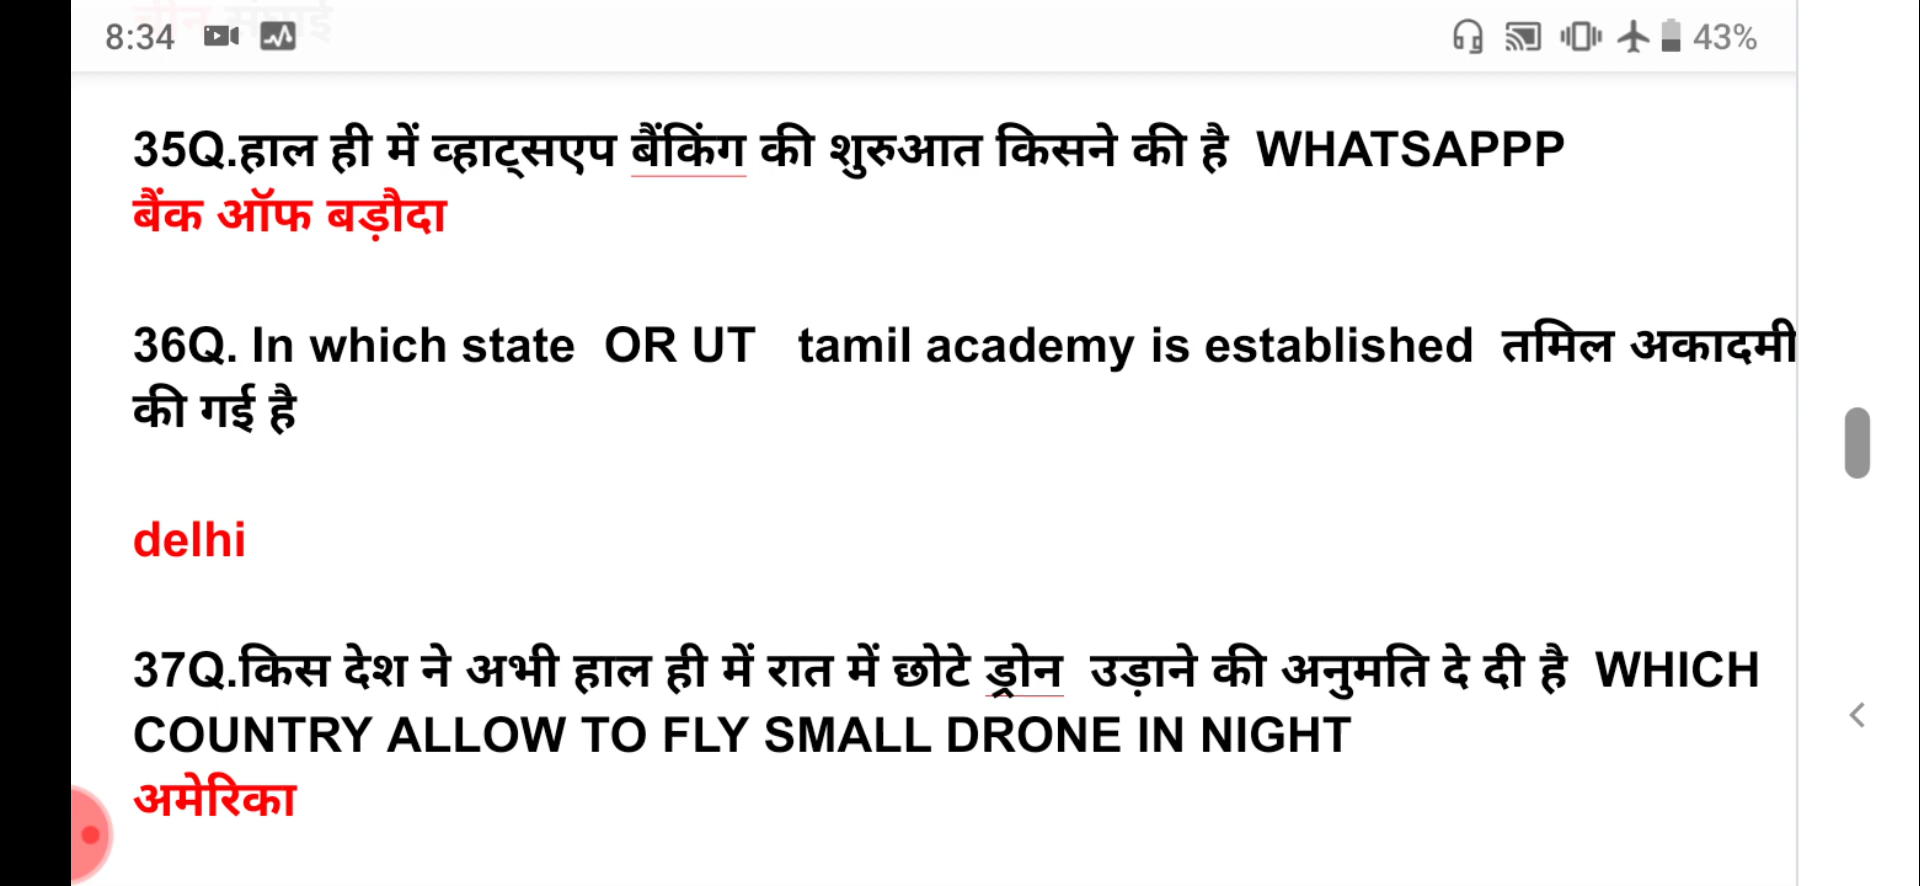 8:34 43%
35Q.हाल ही में व्हाट्सएप बैंकिंग की शुरुआत किसने की है WHATSAPPP
बैंक ऑफ बड़ौदा
36Q. In which state OR UT tamil academy is established तमिल अकादमी
की गई है
delhi
37Q.किस देश ने अभी हाल ही में रात में छोटे ड्रोन उड़ाने की अनुमति दे दी है WHICH
COUNTRY ALLOW TO FLY SMALL DRONE IN NIGHT
अमेरिका